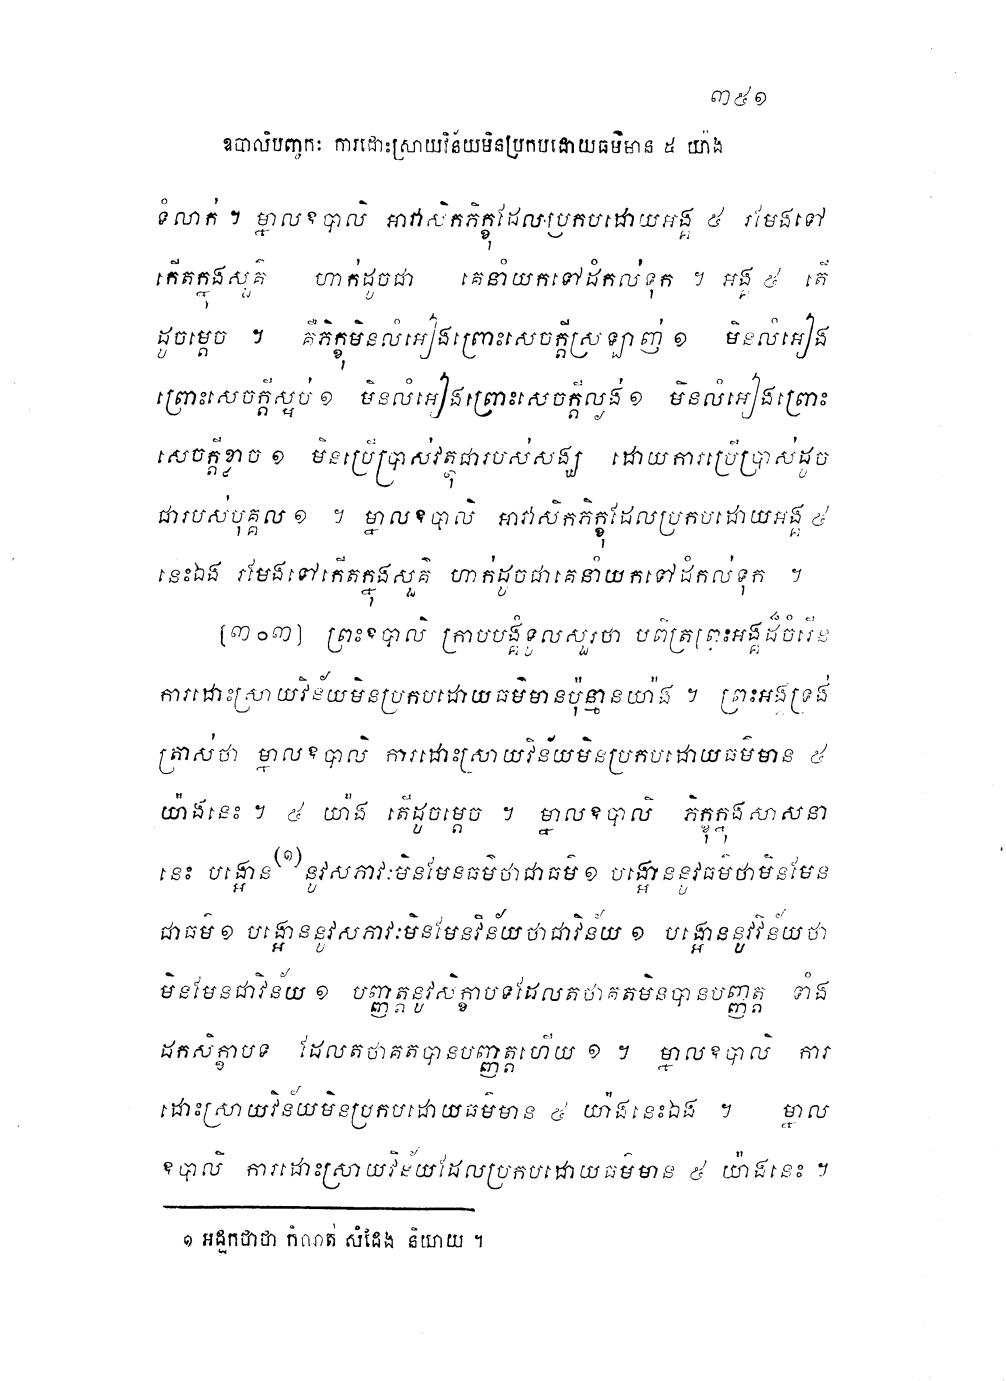 ៣៥១
ឧបាលិបញ្ចកៈ ការដោះស្រាយវិន័យមិនប្រកបដោយធម៌មាន ៥ យ៉ាង
ទំលាក់ ។ ម្នាលឧបាលិ អាវាសិកភិក្ខុដែលប្រកបដោយអង្គ ៥ រមែងទៅ
កើតក្នុងសួគ៌ ហាក់ដូចជា គេនាំយកទៅដំកល់ទុក ។ អង្គ ៥ តើ
ដូចម្តេច ។ គឺភិក្ខុមិនលំអៀងព្រោះសេចក្តីស្រឡាញ់ ១ មិនលំអៀង
ព្រោះសេចក្តីស្អប់ ១ មិនលំអៀងព្រោះសេចក្តីល្ងង់ ១ មិនលំអៀងព្រោះ
សេចក្តីខ្លាច ១ មិនប្រើប្រាស់វត្ថុជារបស់សង្ឃ ដោយការប្រើប្រាស់ដូច
ជារបស់បុគ្គល ១ ។ ម្នាលឧបាលិ អាវាសិកភិក្ខុដែលប្រកបដោយអង្គ ៥
នេះឯង រមែងទៅកើតក្នុងសួគ៌ ហាក់ដូចជាគេនាំយកទៅដំកល់ទុក ។
[៣០៣] ព្រះឧបាលិ ក្រាបបង្គំទូលសួរថា បពិត្រព្រះអង្គដ៏ចំរើន
ការដោះស្រាយវិន័យមិនប្រកបដោយធម៌មានប៉ុន្មានយ៉ាង ។ ព្រះអង្គទ្រង់
ត្រាស់ថា ម្នាលឧបាលិ ការដោះស្រាយវិន័យមិនប្រកបដោយធម៌មាន ៥
យ៉ាងនេះ ។ ៥ យ៉ាង តើដូចម្តេច ។ ម្នាលឧបាលិ ភិក្ខុក្នុងសាសនា
នេះ បង្អោន(១)នូវសភាវៈមិនមែនធម៌ថាជាធម៌ ១ បង្អោននូវធម៌ថាមិនមែន
ជាធម៌ ១ បង្អោននូវសភាវៈមិនមែនវិន័យថាជាវិន័យ ១ បង្អោននូវវិន័យថា
មិនមែនជាវិន័យ ១ បញ្ញត្តនូវសិក្ខាបទដែលតថាគតមិនបានបញ្ញត្ត ទាំង
ដកសិក្ខាបទ ដែលតថាគតបានបញ្ញត្តហើយ ១ ។ ម្នាលឧបាលិ ការ
ដោះស្រាយវិន័យមិនប្រកបដោយធម៌មាន ៥ យ៉ាងនេះឯង ។ ម្នាល
ឧបាលិ ការដោះស្រាយវិន័យដែលប្រកបដោយធម៌មាន ៥ យ៉ាងនេះ ។
១ អដ្ឋកថាថា កំណត់ សំដែង និយាយ ។